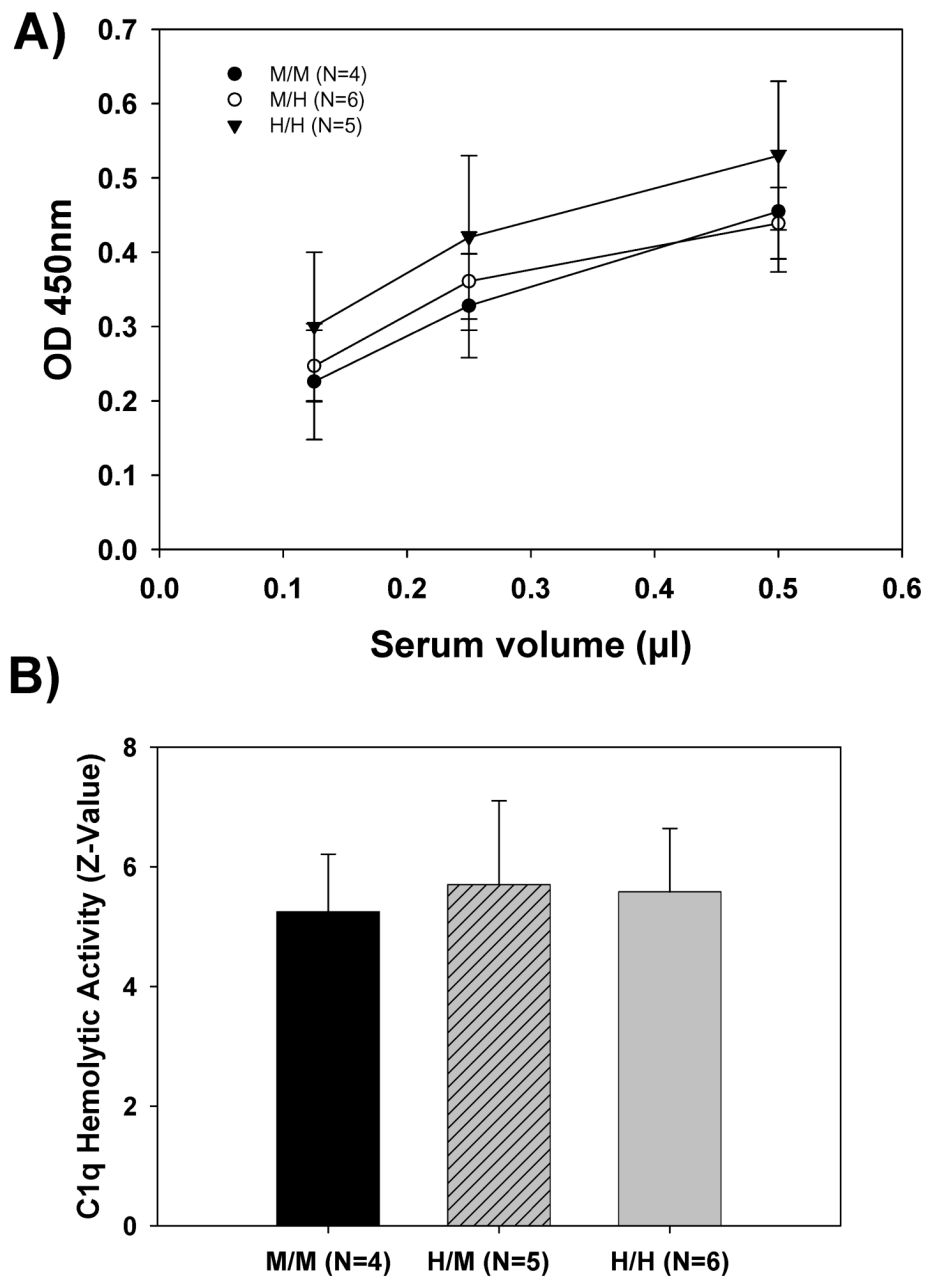 A)
0.7
0.6
0.5
0.4
0.3
0.2
0.1
0.0
OD 450nm
M/M (N=4)
M/H (N=6)
H/H (N=5)
0.0 0.1 0.2 0.3 0.4 0.5 0.6
Serum volume (µl)
B)
8
6
4
2
0
C1q Hemolytic Activity (Z-Value)
M/M (N=4) H/M (N=5) H/H (N=6)